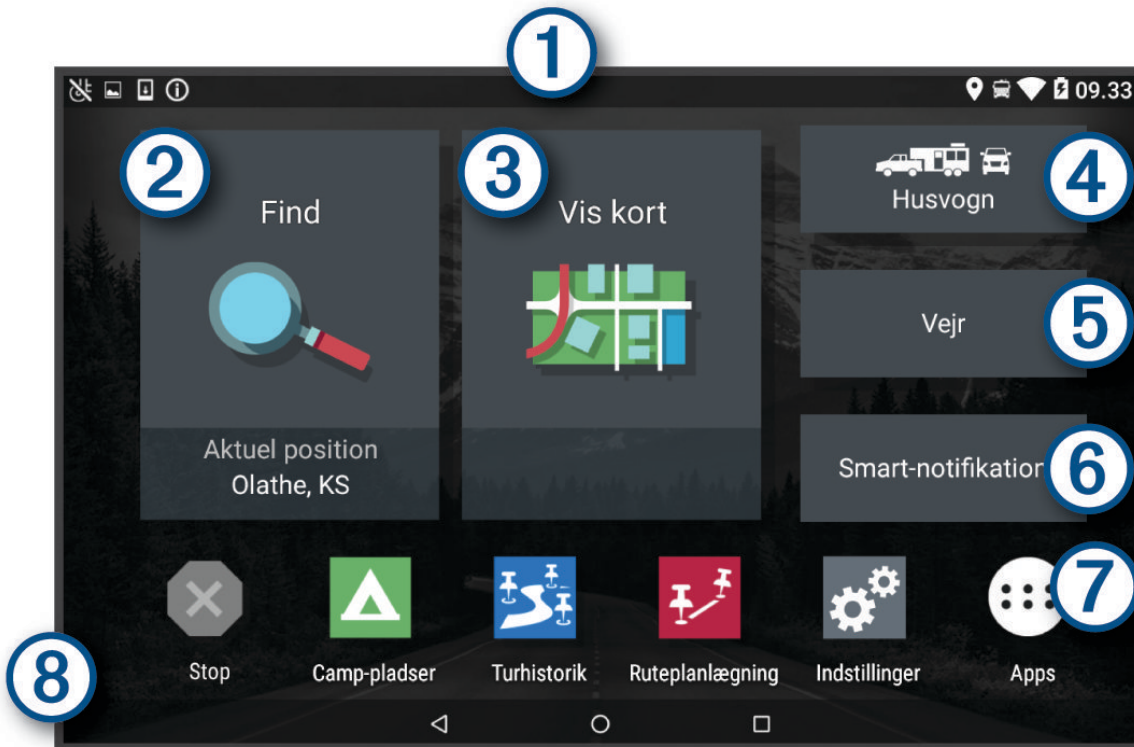 1
09.33
2
Find
Aktuel position
Olathe, KS
3
Vis kort
4
Husvogn
5
Vejr
6
Smart-notifikation
7
8
Stop
Camp-pladser
Turhistorik
Ruteplanlægning
Indstillinger
Apps